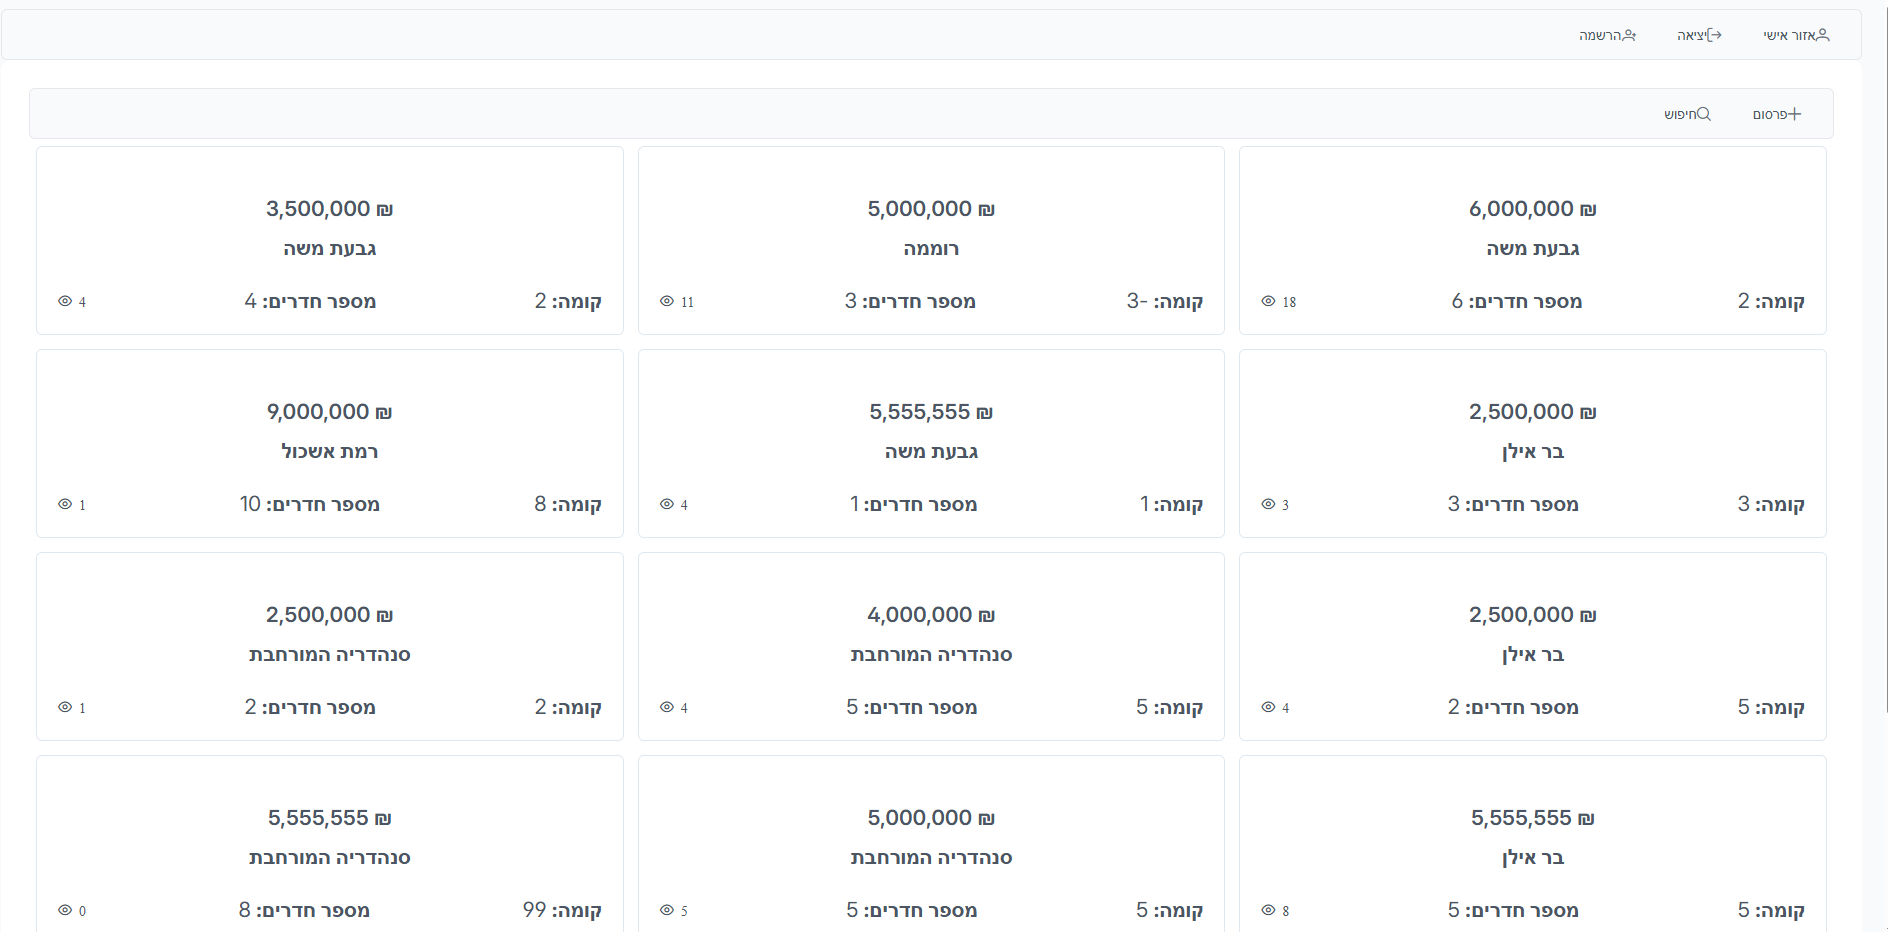 אזור אישי יציאה הרשמה
פרסום חיפוש
6,000,000 ₪
גבעת משה
קומה: 2 מספר חדרים: 6 18
5,000,000 ₪
רוממה
קומה: -3 מספר חדרים: 3 11
3,500,000 ₪
גבעת משה
קומה: 2 מספר חדרים: 4 4
2,500,000 ₪
בר אילן
קומה: 3 מספר חדרים: 3 3
5,555,555 ₪
גבעת משה
קומה: 1 מספר חדרים: 1 4
9,000,000 ₪
רמת אשכול
קומה: 8 מספר חדרים: 10 1
2,500,000 ₪
בר אילן
קומה: 5 מספר חדרים: 2 4
4,000,000 ₪
סנהדריה המורחבת
קומה: 5 מספר חדרים: 5 4
2,500,000 ₪
סנהדריה המורחבת
קומה: 2 מספר חדרים: 2 1
5,555,555 ₪
בר אילן
קומה: 5 מספר חדרים: 5 8
5,000,000 ₪
סנהדריה המורחבת
קומה: 5 מספר חדרים: 5 5
5,555,555 ₪
סנהדריה המורחבת
קומה: 99 מספר חדרים: 8 0